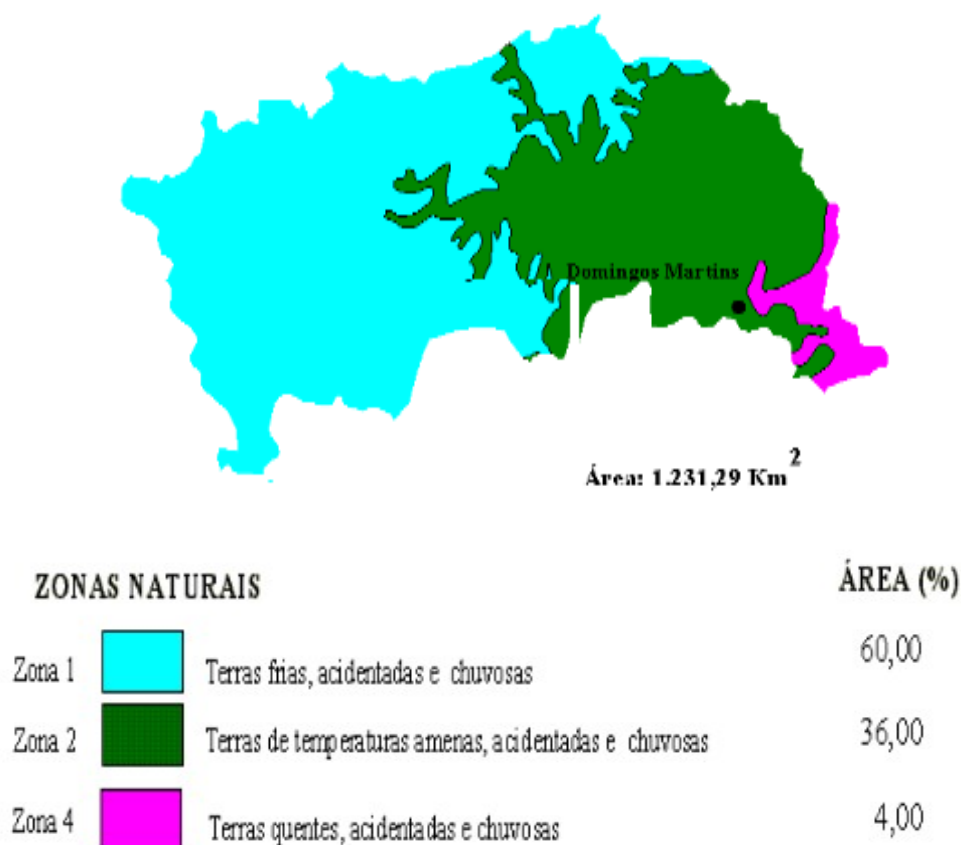 Domingos Martins
Área: 1.231,29 Km2
ZONAS NATURAIS ÁREA (%)
Zona 1 Terras frias, acidentadas e chuvosas 60,00
Zona 2 Terras de temperaturas amenas, acidentadas e chuvosas 36,00
Zona 4 Terras quentes, acidentadas e chuvosas 4,00